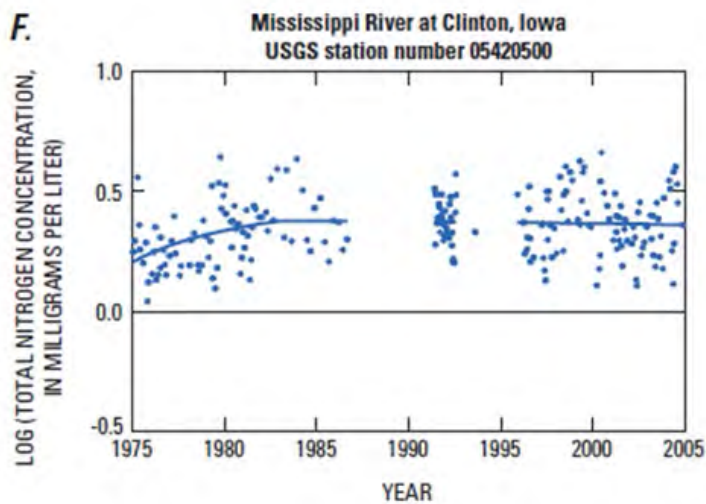 F.
Mississippi River at Clinton, Iowa
USGS station number 05420500
LOG (TOTAL NITROGEN CONCENTRATION,
IN MILLIGRAMS PER LITER)
1.0
0.5
0.0
-0.5
1975 1980 1985 1990 1995 2000 2005
YEAR